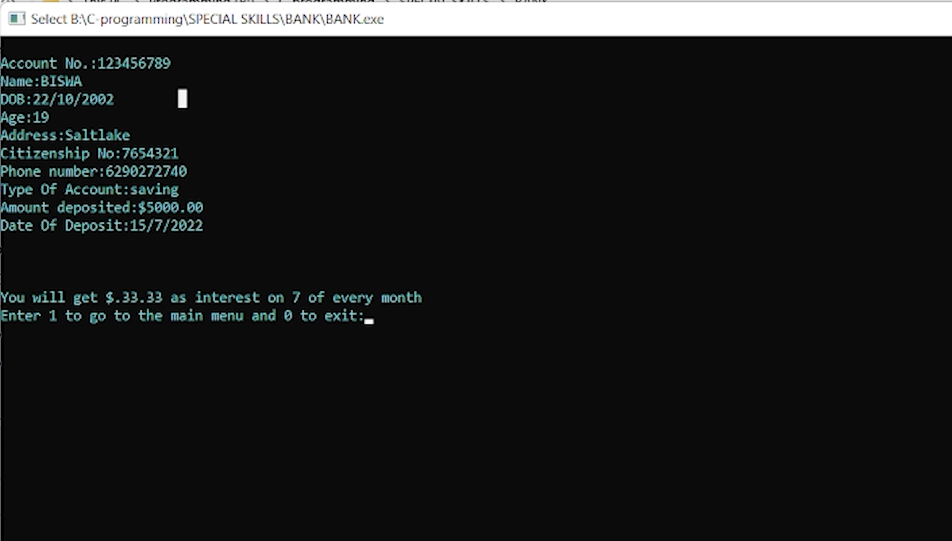 Select B:\C-programming\SPECIAL SKILLS\BANK\BANK.exe
Account No.:123456789
Name:BISWA
DOB:22/10/2002
Age:19
Address:Saltlake
Citizenship No:7654321
Phone number:6290272740
Type Of Account:saving
Amount deposited:$5000.00
Date Of Deposit:15/7/2022
You will get $.33.33 as interest on 7 of every month
Enter 1 to go to the main menu and 0 to exit: